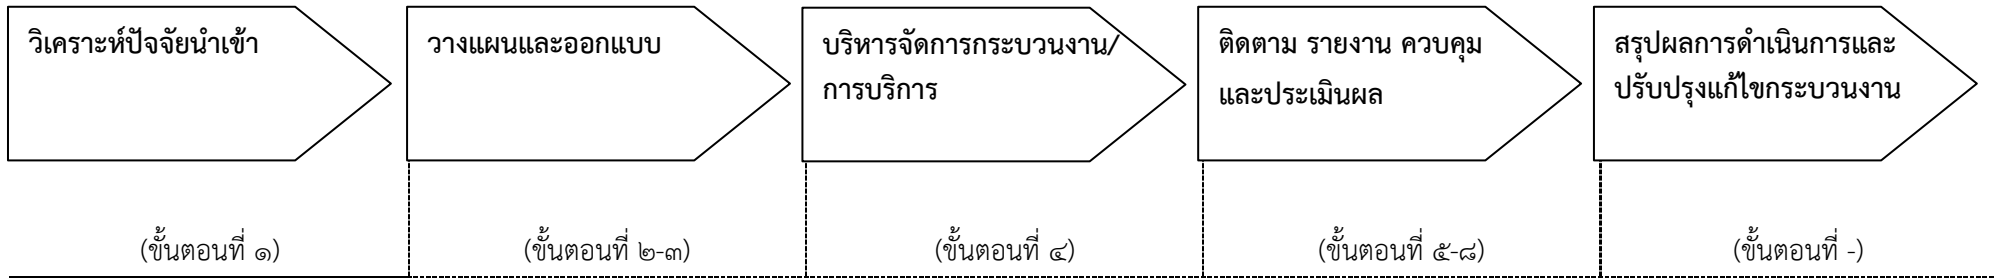 วิเคราะห์ปัจจัยนำเข้า
วางแผนและออกแบบ
บริหารจัดการกระบวนงาน/
การบริการ
ติดตาม รายงาน ควบคุม
และประเมินผล
สรุปผลการดำเนินการและ
ปรับปรุงแก้ไขกระบวนงาน
(ขั้นตอนที่ ๑)
(ขั้นตอนที่ ๒-๓)
(ขั้นตอนที่ ๔)
(ขั้นตอนที่ ๕-๘)
(ขั้นตอนที่ -)